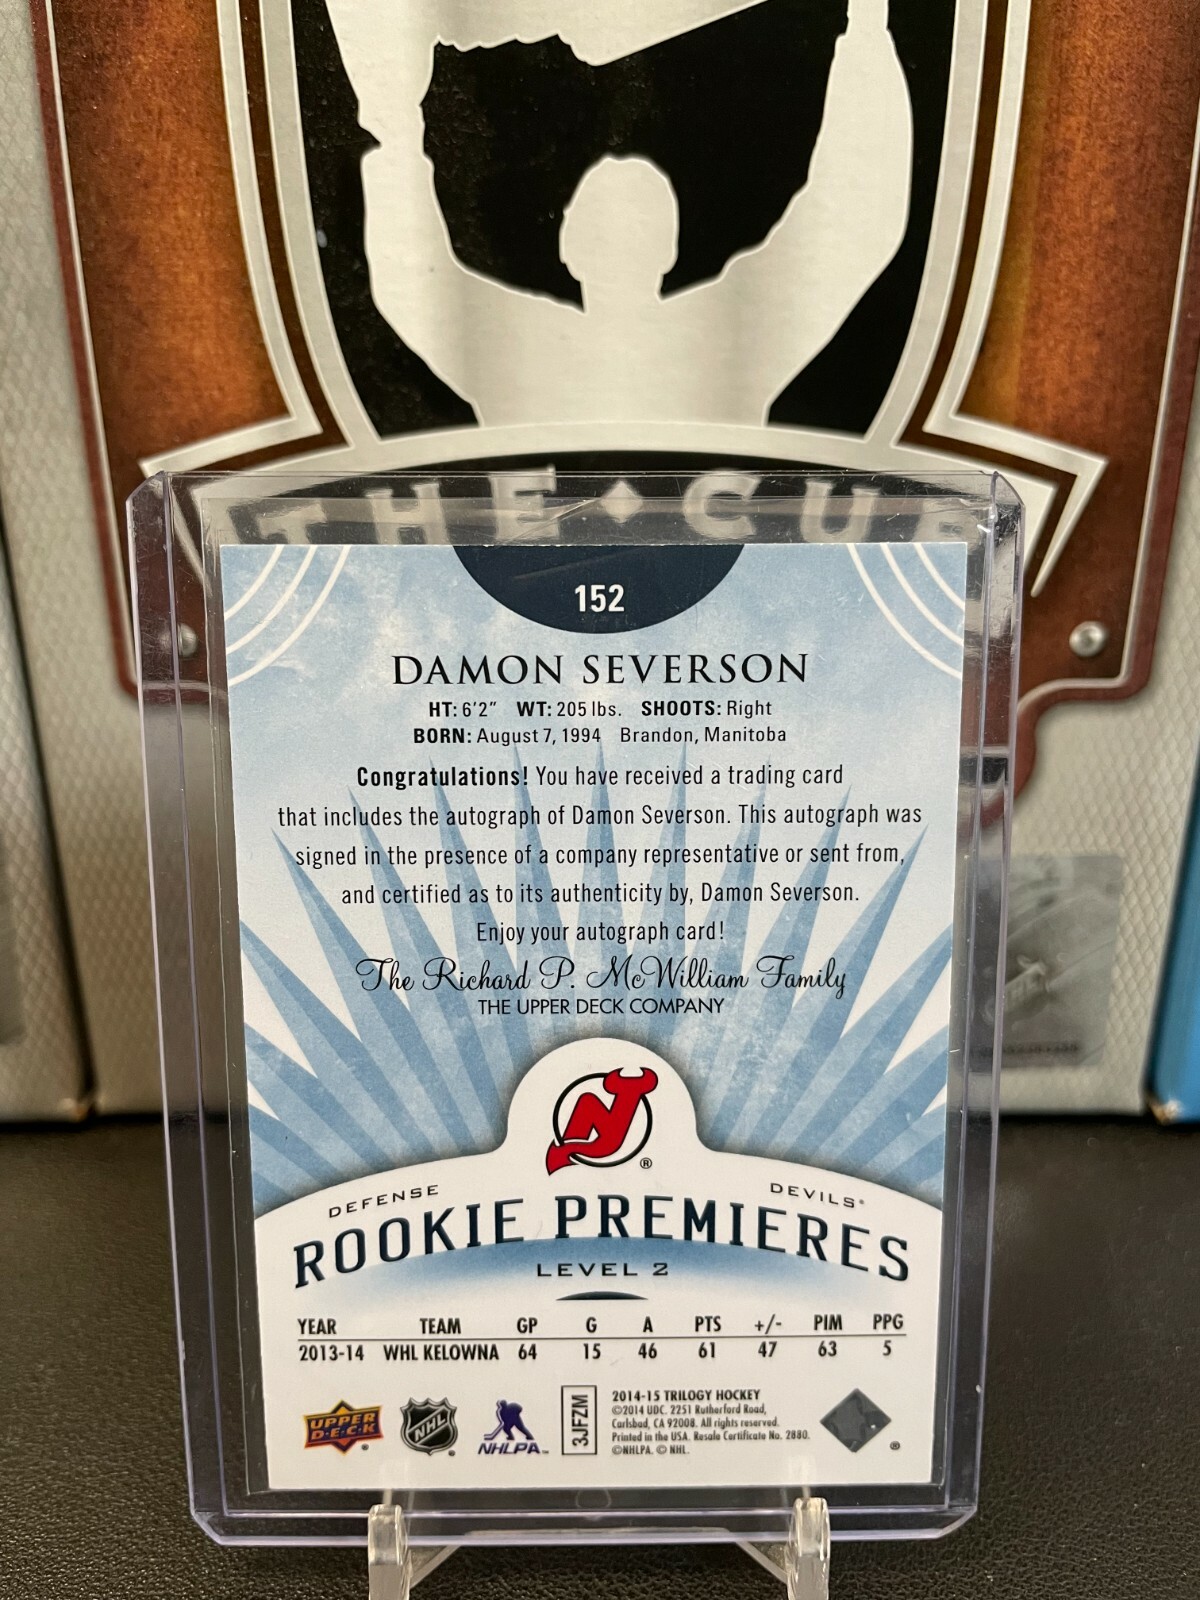 THE CUP
152
DAMON SEVERSON
HT: 6'2" WT: 205 lbs. SHOOTS: Right
BORN: August 7, 1994 Brandon, Manitoba
Congratulations! You have received a trading card
that includes the autograph of Damon Severson. This autograph was
signed in the presence of a company representative or sent from,
and certified as to its authenticity by, Damon Severson.
Enjoy your autograph card!
The Richard P. McWilliam Family
THE UPPER DECK COMPANY
NJ ®
DEFENSE DEVILS®
ROOKIE PREMIERES
LEVEL 2
YEAR TEAM GP G A PTS +/- PIM PPG
2013-14 WHL KELOWNA 64 15 46 61 47 63 5
UPPER DECK ®
NHL ®
NHLPA™
3JFZM
2014-15 TRILOGY HOCKEY
©2014 UDC. 2251 Rutherford Road,
Carlsbad, CA 92008. All rights reserved.
Printed in the USA. Resale Certificate No. 2880.
©NHLPA. © NHL.
®